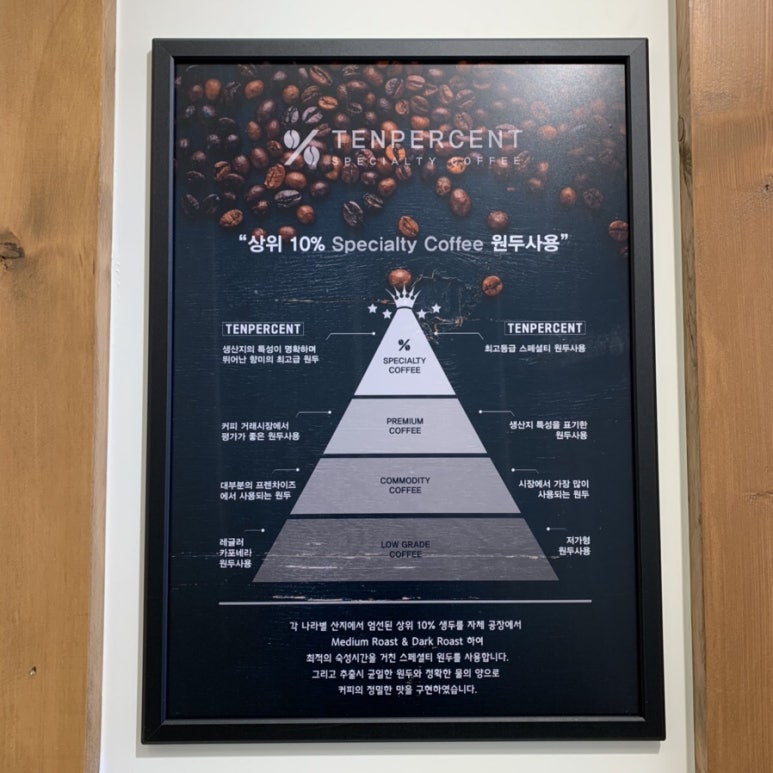 TENPERCENT
SPECIALTY COFFEE
“상위 10% Specialty Coffee 원두사용”
TENPERCENT
생산지의 특성이 명확하며
뛰어난 향미의 최고급 원두
TENPERCENT
최고등급 스페셜티 원두사용
%
SPECIALTY
COFFEE
커피 거래시장에서
평가가 좋은 원두사용
PREMIUM
COFFEE
생산지 특성을 표기한
원두사용
대부분의 프렌차이즈
에서 사용되는 원두
COMMODITY
COFFEE
시장에서 가장 많이
사용되는 원두
레귤러
카포네라
원두사용
LOW GRADE
COFFEE
저가형
원두사용
각 나라별 산지에서 엄선된 상위 10% 생두를 자체 공장에서
Medium Roast & Dark Roast 하여
최적의 숙성시간을 거친 스페셜티 원두를 사용합니다.
그리고 추출시 균일한 원두와 정확한 물의 양으로
커피의 정밀한 맛을 구현하였습니다.